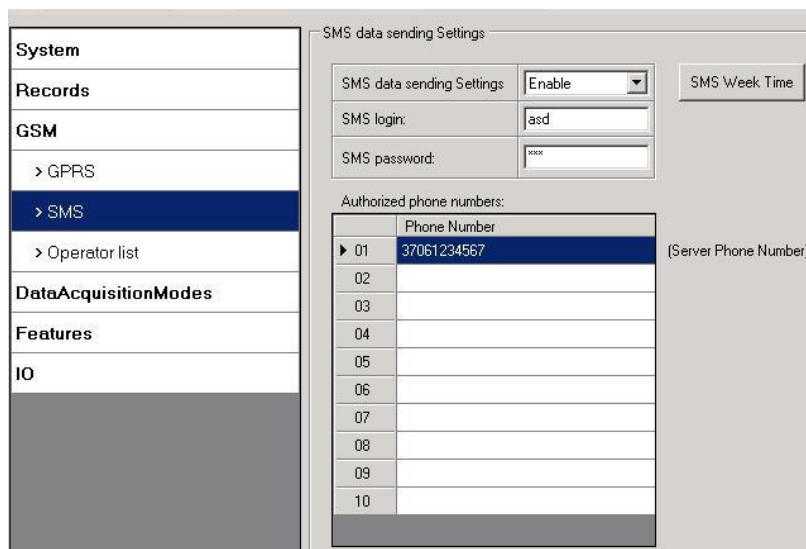 System
Records
GSM
> GPRS
> SMS
> Operator list
DataAcquisitionModes
Features
IO
SMS data sending Settings
SMS data sending Settings
Enable
SMS Week Time
SMS login:
asd
SMS password:
***
Authorized phone numbers:
Phone Number
01 37061234567 (Server Phone Number)
02
03
04
05
06
07
08
09
10